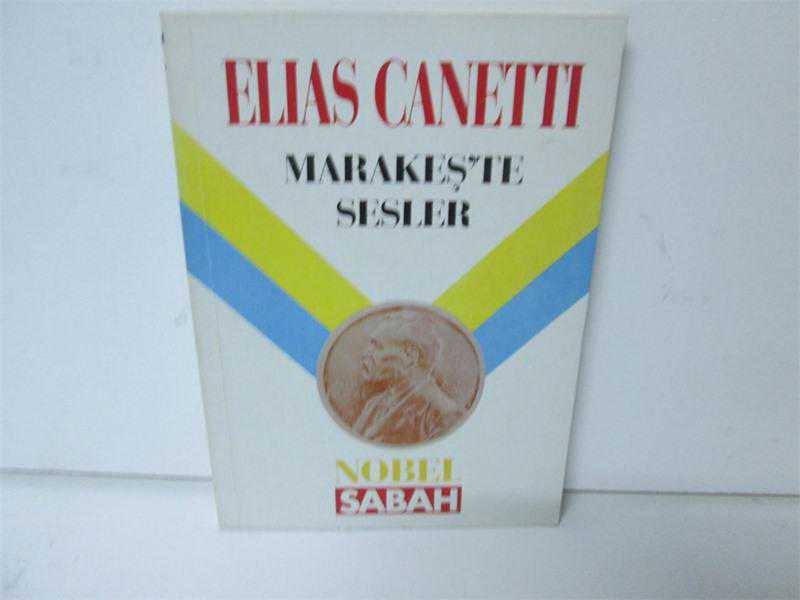 ELIAS CANETTI
MARAKEŞ'TE
SESLER
NOBEL
SABAH